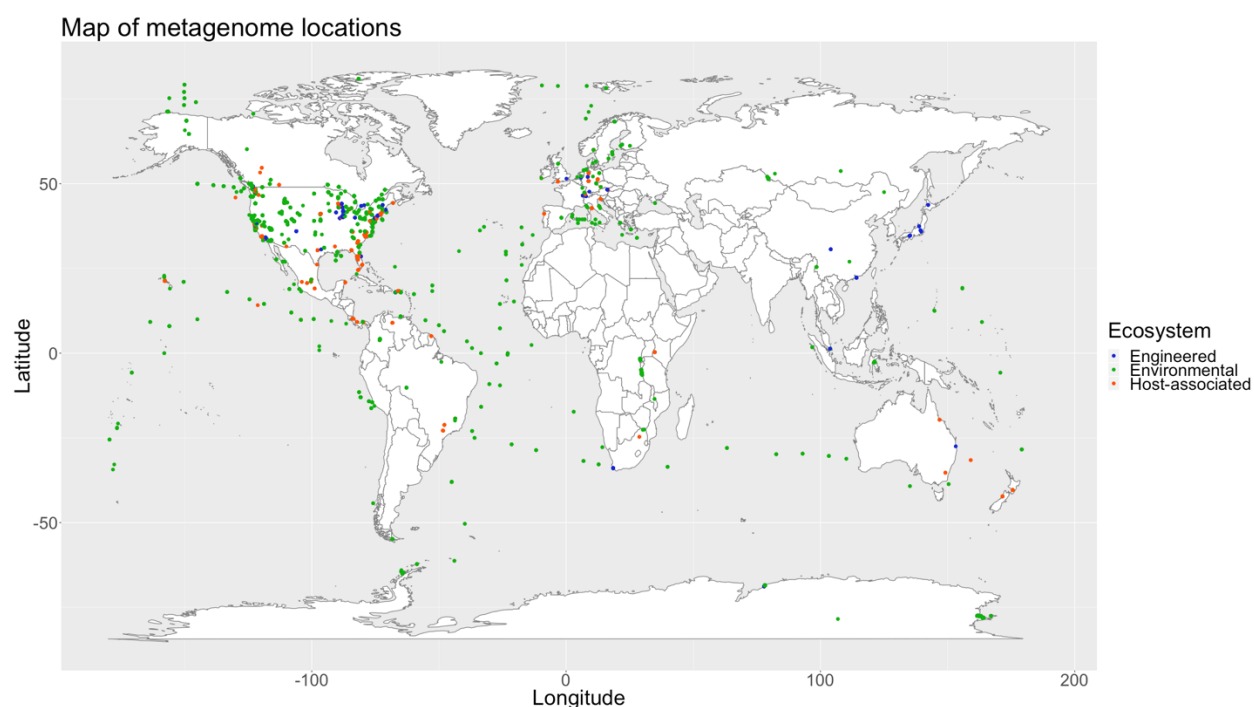 Map of metagenome locations
Latitude
50
0
-50
-100
0
100
200
Longitude
Ecosystem
Engineered
Environmental
Host-associated